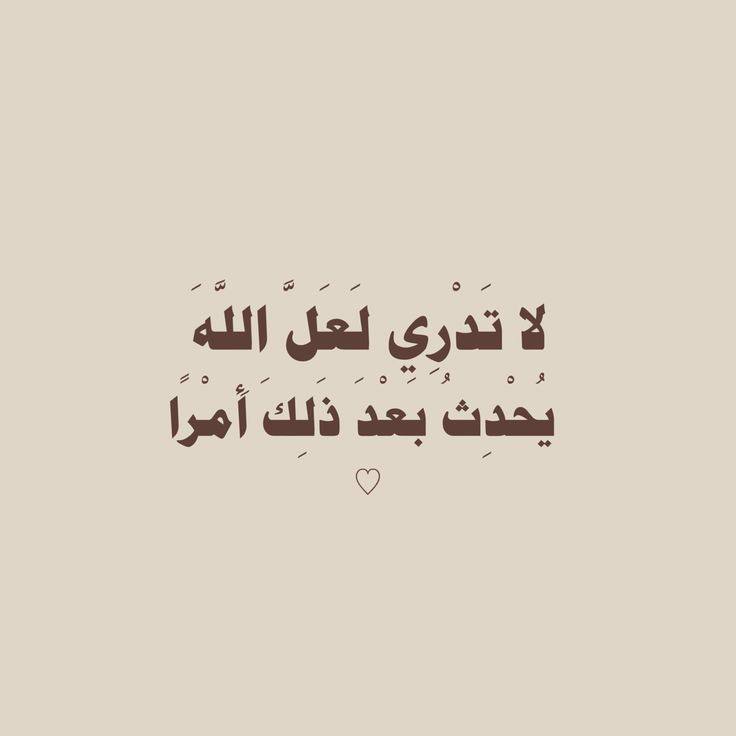 لا تَدْرِي لَعَلَّ اللَّهَ
يُحْدِثُ بَعْدَ ذَلِكَ أَمْرًا
♡